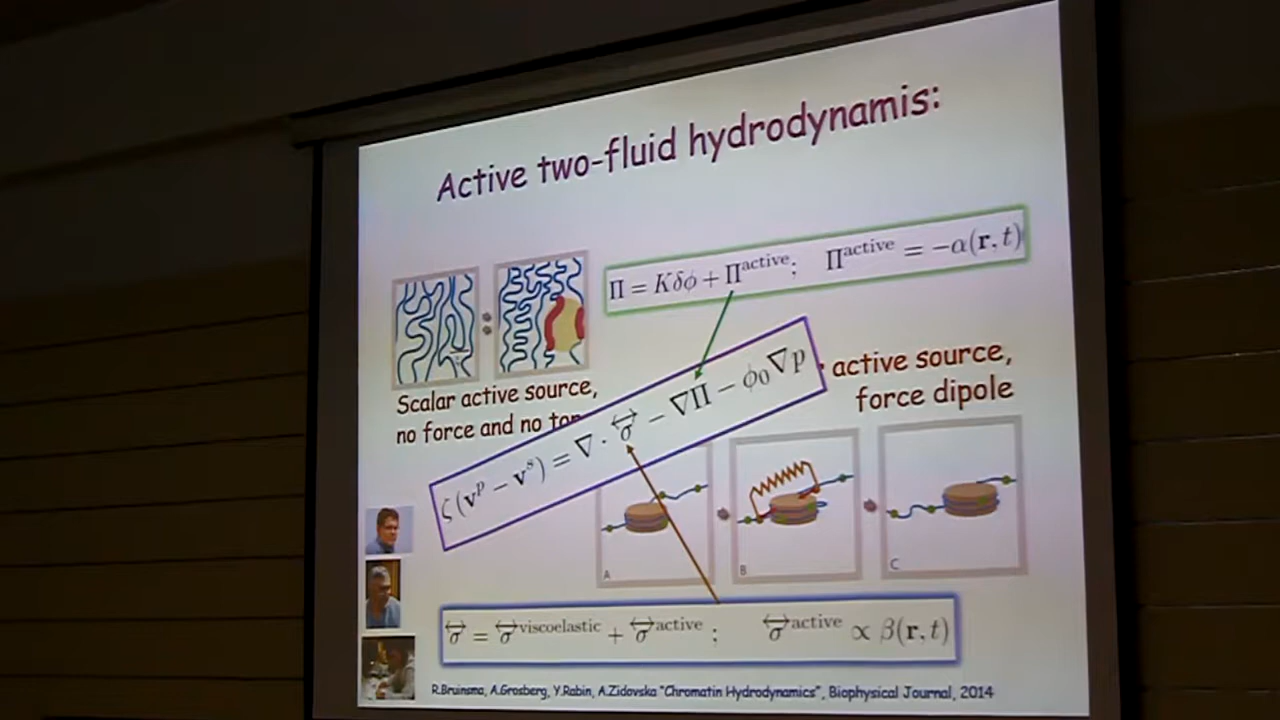 Active two-fluid hydrodynamis:
Π = Kδϕ + Π^active; Π^active = −α(r, t)
Scalar active source,
no force and no
active source,
force dipole
ζ(v^p − v^s) = ∇ · σ⃡ − ∇Π − ϕ₀∇p
A
B
C
σ⃡ = σ⃡^viscoelastic + σ⃡^active ; σ⃡^active ∝ β(r, t)
R.Bruinsma, A.Grosberg, Y.Rabin, A.Zidovska "Chromatin Hydrodynamics", Biophysical Journal, 2014